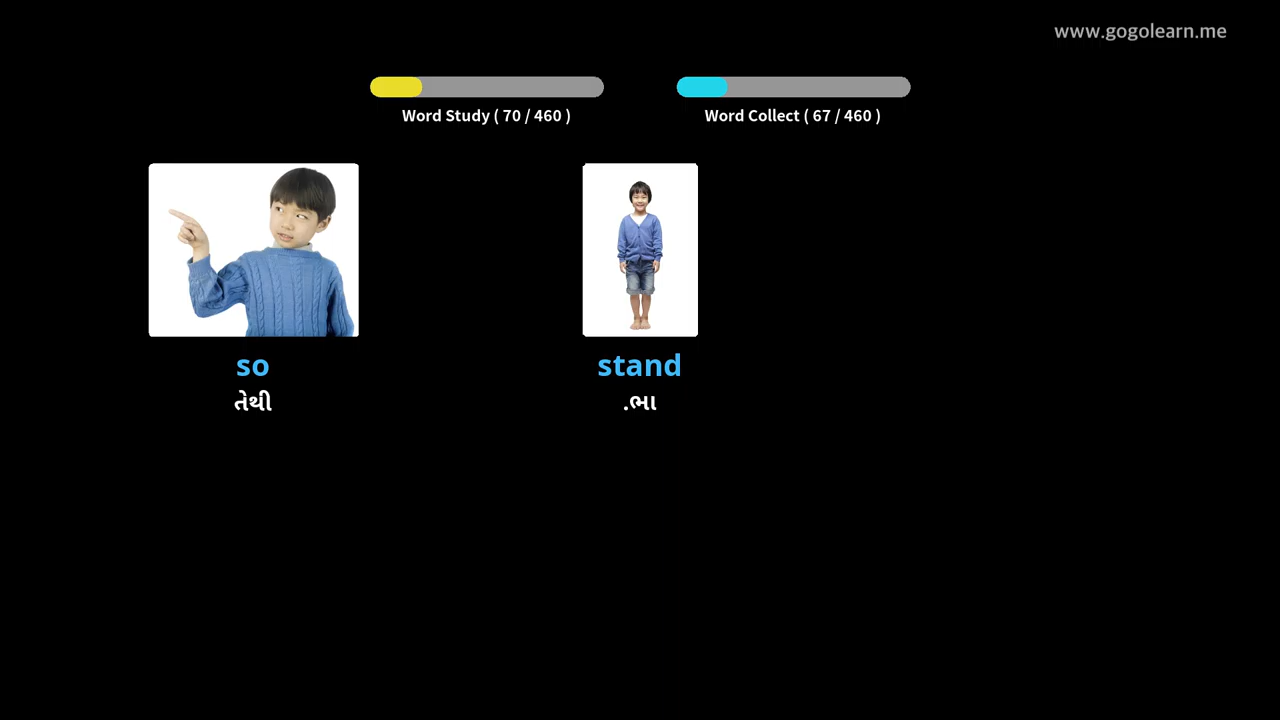 www.gogolearn.me
Word Study ( 70 / 460 )
Word Collect ( 67 / 460 )
so
તેથી
stand
.ભા